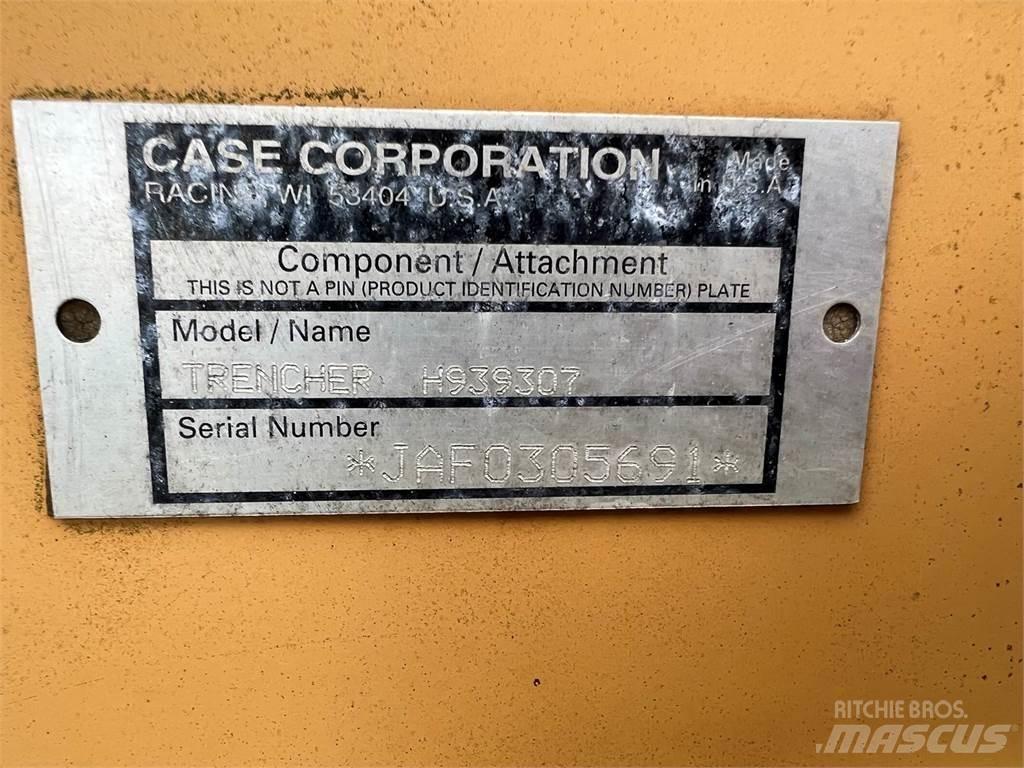 CASE CORPORATION
RACINE WI 53404 U.S.A.
Made
in U.S.A.
Component / Attachment
THIS IS NOT A PIN (PRODUCT IDENTIFICATION NUMBER) PLATE
Model / Name
TRENCHER H939307
Serial Number
*JAF0305691*
RITCHIE BROS.
MASCUS